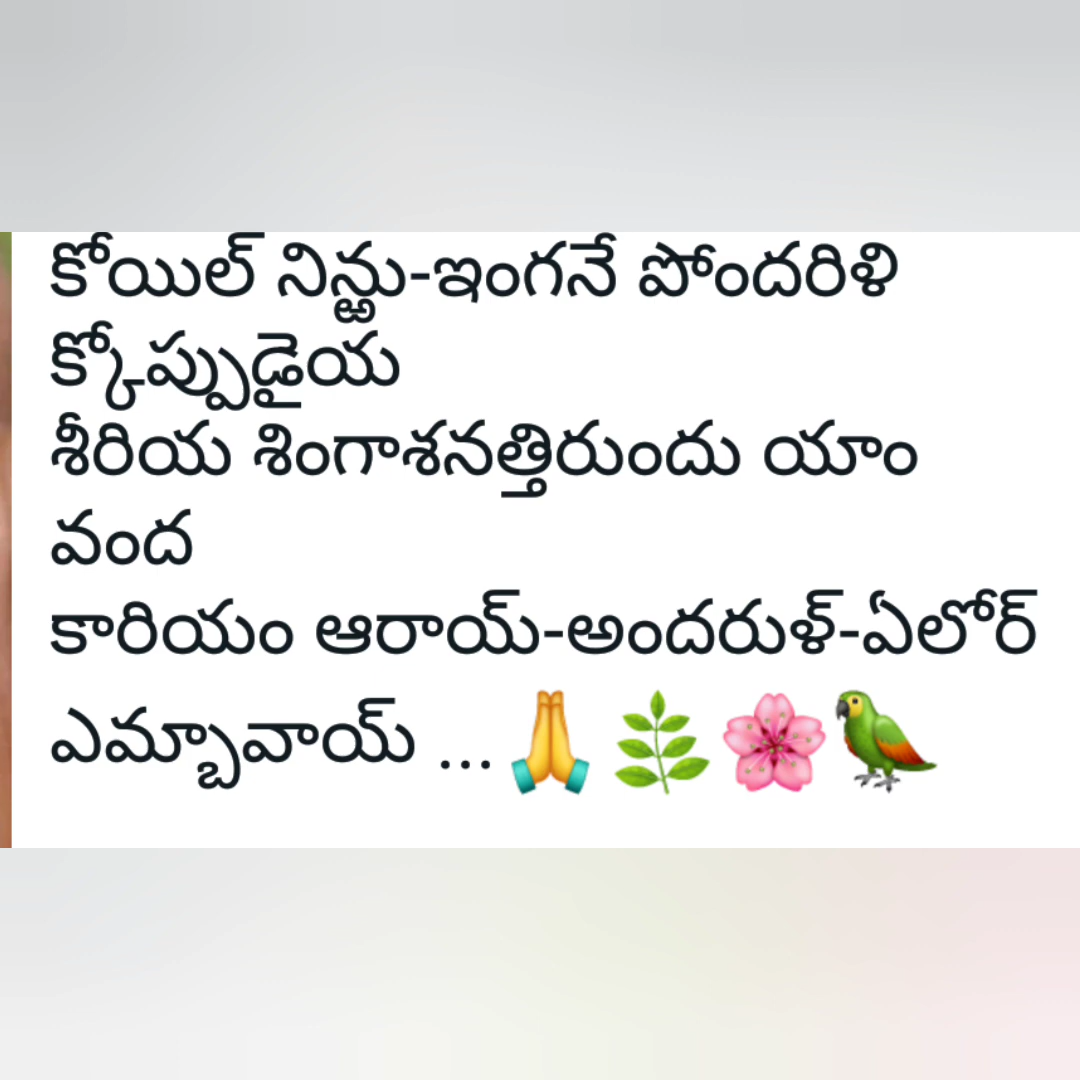 కోయిల్ నిన్ఱు-ఇంగనే పోందరిళి
క్కోప్పుడైయ
శీరియ శింగాశనత్తిరుందు యాం
వంద
కారియం ఆరాయ్-అందరుళ్-ఏలోర్
ఎమ్బావాయ్ ...🙏🌿🌸🦜